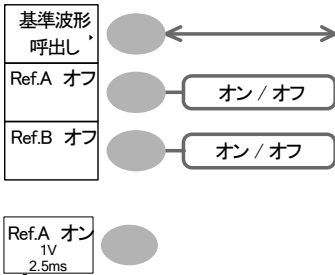 基準波形
呼出し
Ref.A オフ
オン / オフ
Ref.B オフ
オン / オフ
Ref.A オン
1V
2.5ms